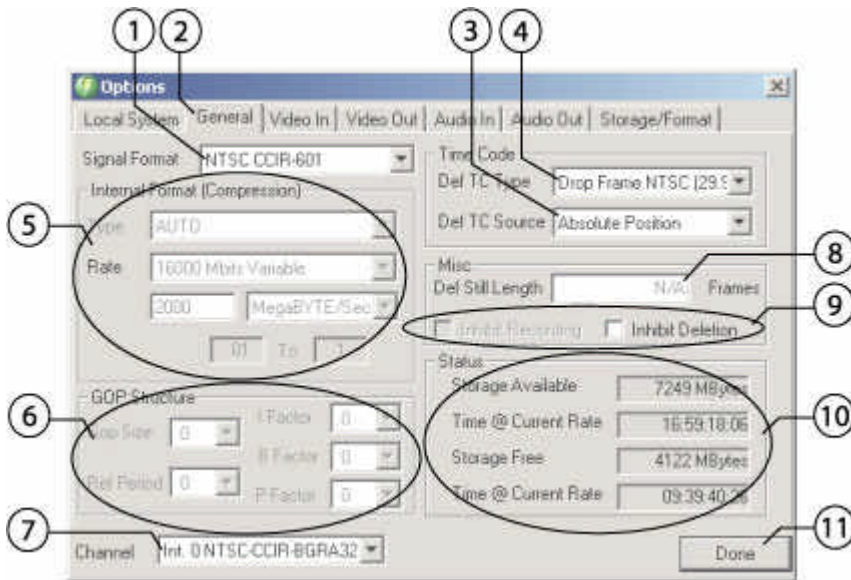 1 2 3 4
Options
Local System General Video In Video Out Audio In Audio Out Storage/Format
Signal Format NTSC CCIR-601
Time Code
Def TC Type Drop Frame NTSC (29.9
Def TC Source Absolute Position
Internal Format (Compression)
5
Type AUTO
Rate 16000 Mbits Variable
2000 MegaBYTE/Sec
01 To 1
Misc
8
Def Still Length N/A Frames
9
Inhibit Recording Inhibit Deletion
GOP Structure
6
Gop Size 0 I Factor 0
B Factor 0
Ref Period 0 P Factor 0
Status
Storage Available 7249 MBytes
Time @ Current Rate 16:59:18:06
10
Storage Free 4122 MBytes
Time @ Current Rate
7
Channel Int. 0 NTSC-CCIR-BGRA32
11
Done